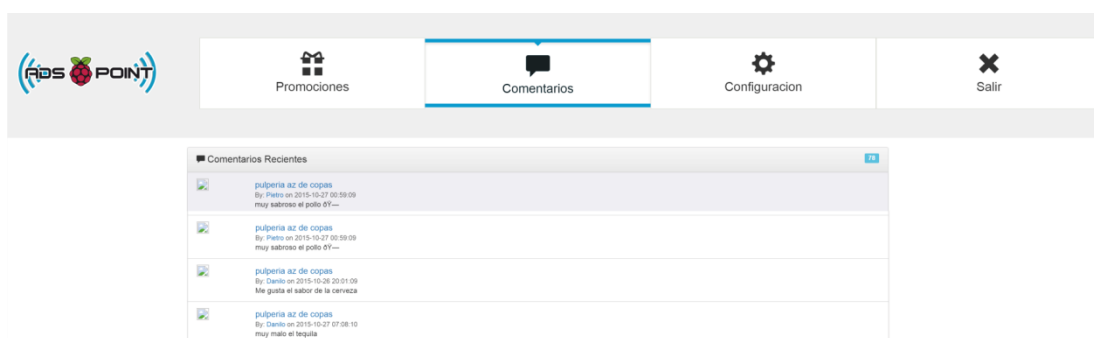 ADS POINT
Promociones
Comentarios
Configuracion
Salir
Comentarios Recientes
78
pulperia az de copas
By: Pietro on 2015-10-27 00:59:09
muy sabroso el pollo ðŸ—
pulperia az de copas
By: Pietro on 2015-10-27 00:59:09
muy sabroso el pollo ðŸ—
pulperia az de copas
By: Danilo on 2015-10-26 20:01:09
Me gusta el sabor de la cerveza
pulperia az de copas
By: Danilo on 2015-10-27 07:08:10
muy malo el tequila